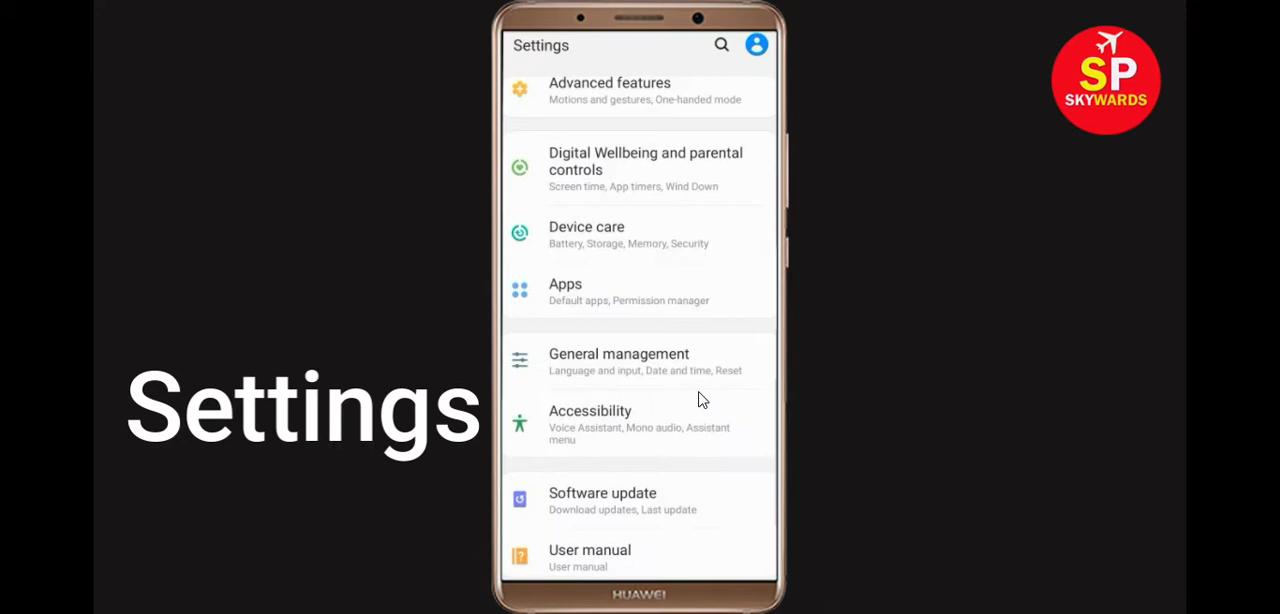 Settings
Advanced features
Motions and gestures, One-handed mode
Digital Wellbeing and parental
controls
Screen time, App timers, Wind Down
Device care
Battery, Storage, Memory, Security
Apps
Default apps, Permission manager
General management
Language and input, Date and time, Reset
Accessibility
Voice Assistant, Mono audio, Assistant
menu
Software update
Download updates, Last update
User manual
User manual
HUAWEI
Settings
SP
SKYWARDS